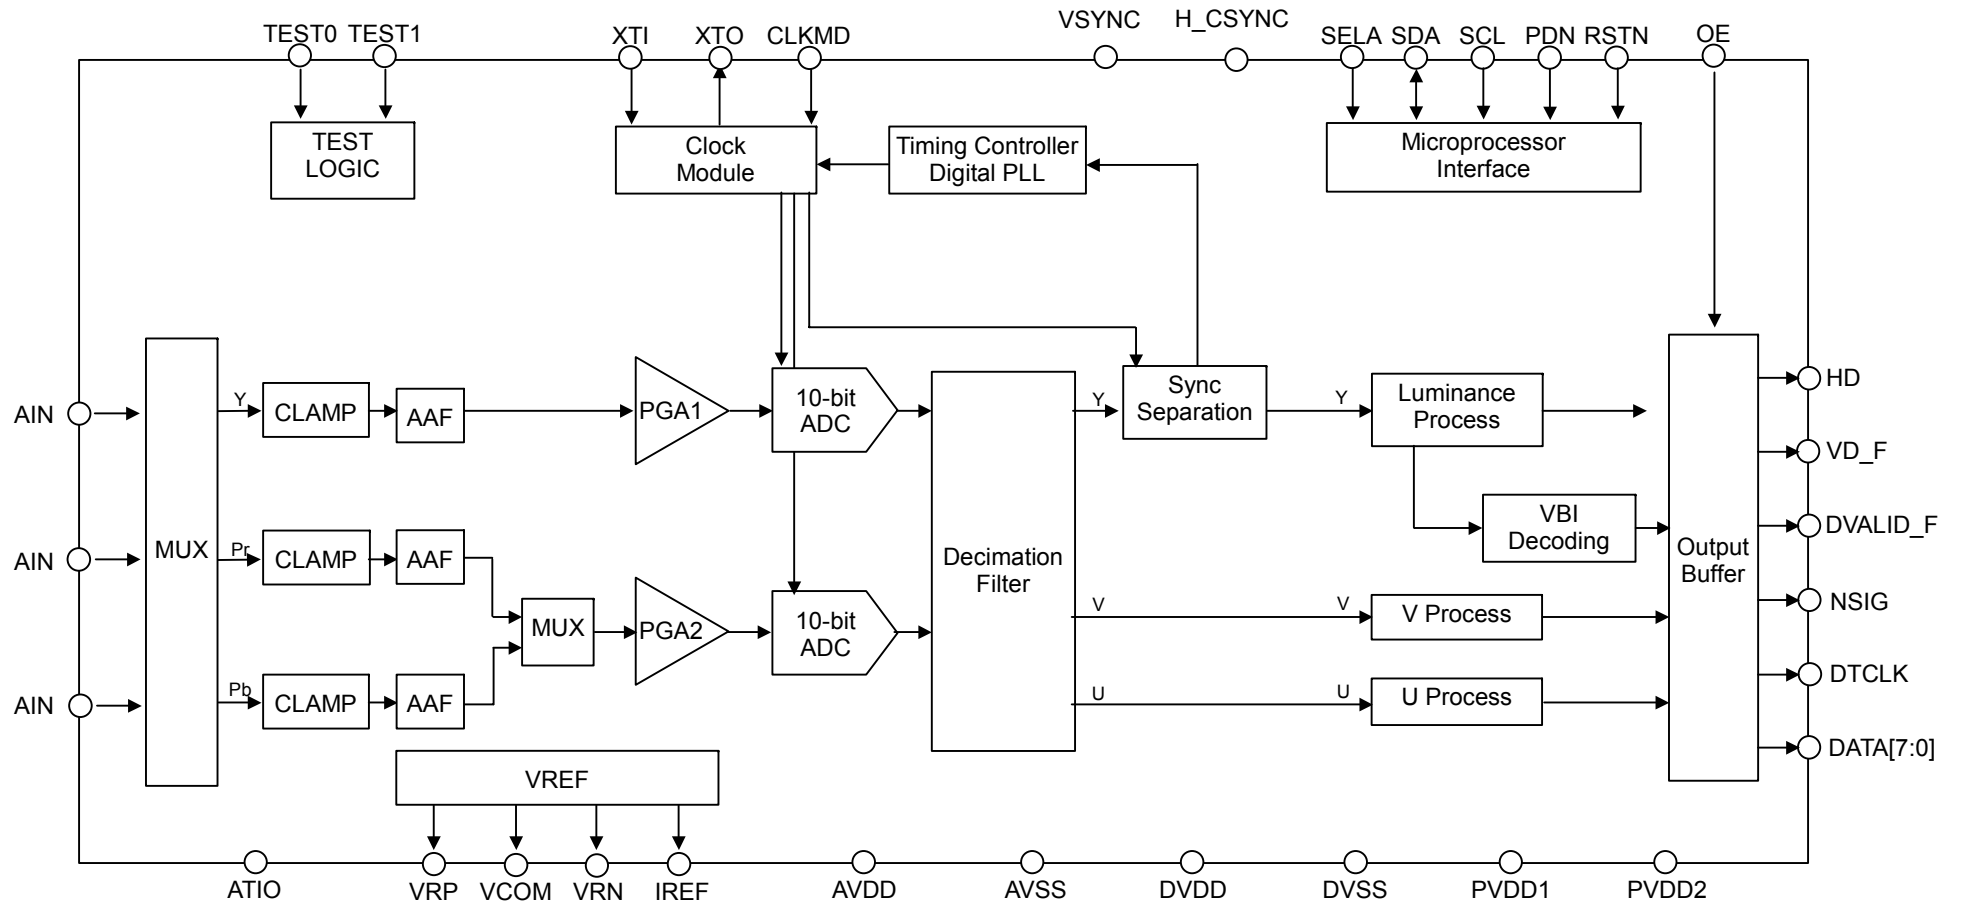 TEST0 TEST1 XTI XTO CLKMD VSYNC H_CSYNC SELA SDA SCL PDN RSTN OE
TEST
LOGIC
Clock
Module
Timing Controller
Digital PLL
Microprocessor
Interface
AIN
AIN
AIN
MUX
Y
CLAMP
AAF
PGA1
10-bit
ADC
Pr
CLAMP
AAF
MUX
PGA2
10-bit
ADC
Pb
CLAMP
AAF
Decimation
Filter
Y
Sync
Separation
Y
Luminance
Process
VBI
Decoding
V
V
V Process
U
U
U Process
Output
Buffer
HD
VD_F
DVALID_F
NSIG
DTCLK
DATA[7:0]
VREF
ATIO VRP VCOM VRN IREF AVDD AVSS DVDD DVSS PVDD1 PVDD2